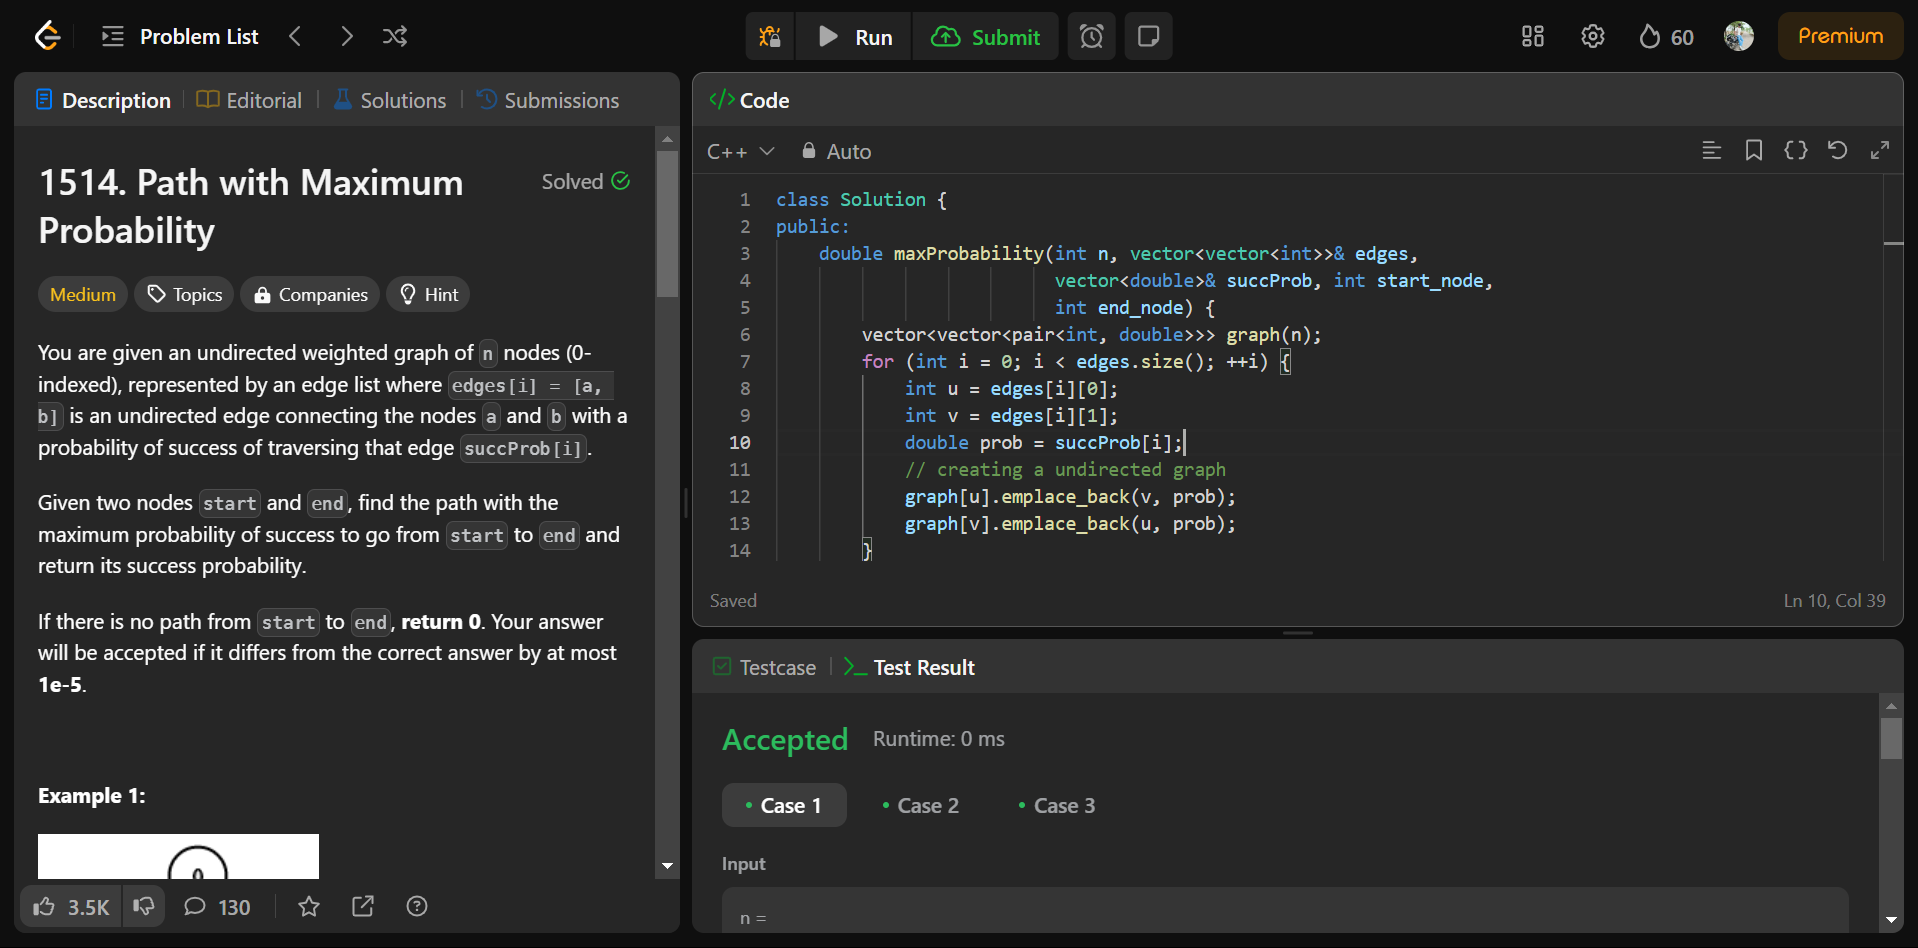 Problem List
Run
Submit
60
Premium
Description
Editorial
Solutions
Submissions
1514. Path with Maximum
Probability
Solved
Medium
Topics
Companies
Hint
You are given an undirected weighted graph of n nodes (0-
indexed), represented by an edge list where edges[i] = [a,
b] is an undirected edge connecting the nodes a and b with a
probability of success of traversing that edge succProb[i].
Given two nodes start and end, find the path with the
maximum probability of success to go from start to end and
return its success probability.
If there is no path from start to end, return 0. Your answer
will be accepted if it differs from the correct answer by at most
1e-5.
Example 1:
3.5K
130
</> Code
C++
Auto
1 class Solution {
2 public:
3 double maxProbability(int n, vector<vector<int>>& edges,
4 vector<double>& succProb, int start_node,
5 int end_node) {
6 vector<vector<pair<int, double>>> graph(n);
7 for (int i = 0; i < edges.size(); ++i) {
8 int u = edges[i][0];
9 int v = edges[i][1];
10 double prob = succProb[i];
11 // creating a undirected graph
12 graph[u].emplace_back(v, prob);
13 graph[v].emplace_back(u, prob);
14 }
Saved
Ln 10, Col 39
Testcase
Test Result
Accepted
Runtime: 0 ms
Case 1
Case 2
Case 3
Input
n =